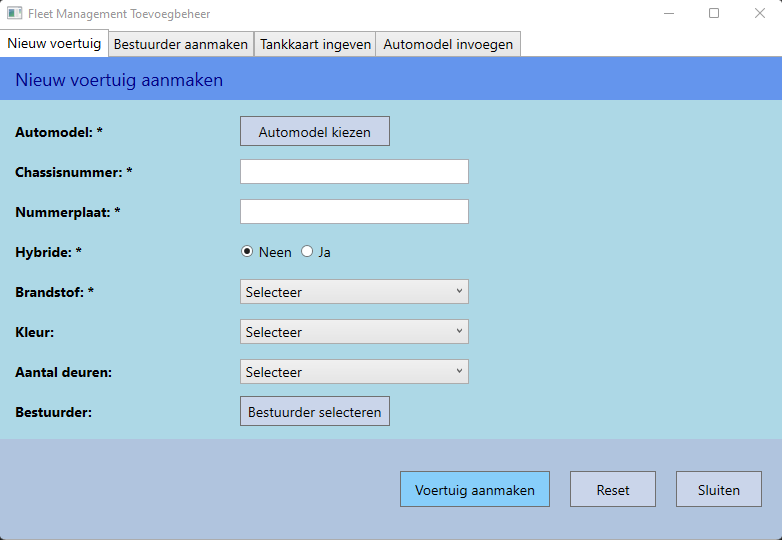 Fleet Management Toevoegbeheer
Nieuw voertuig Bestuurder aanmaken Tankkaart ingeven Automodel invoegen
Nieuw voertuig aanmaken
Automodel: * Automodel kiezen
Chassisnummer: *
Nummerplaat: *
Hybride: * Neen Ja
Brandstof: * Selecteer
Kleur: Selecteer
Aantal deuren: Selecteer
Bestuurder: Bestuurder selecteren
Voertuig aanmaken Reset Sluiten